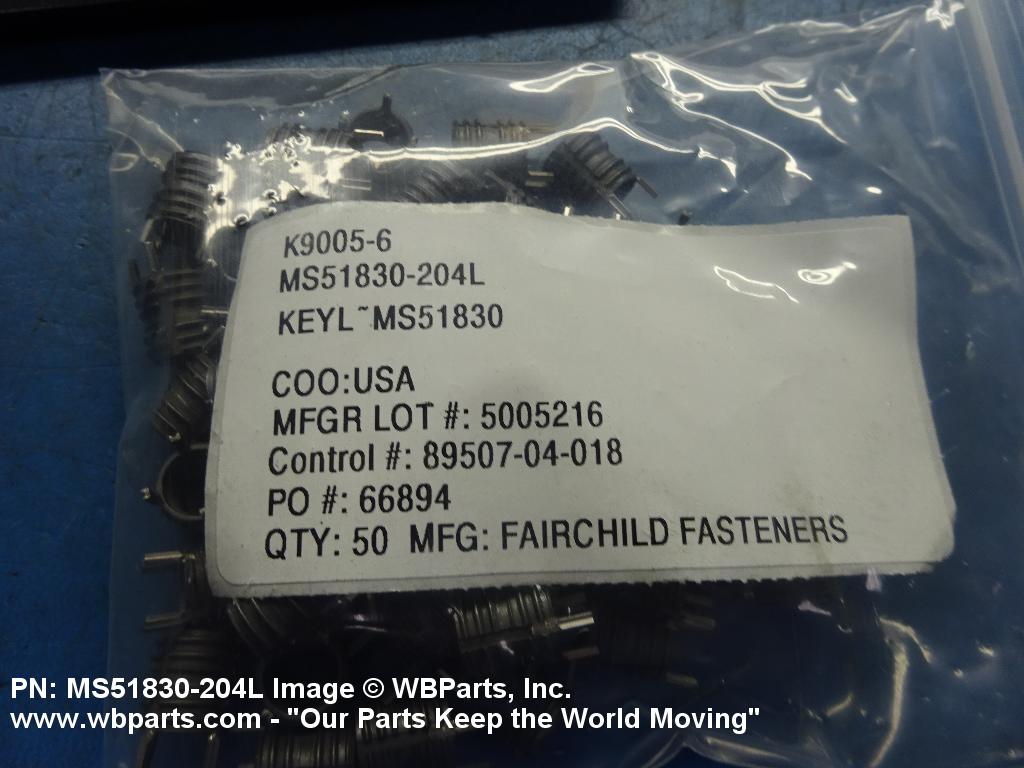 K9005-6
MS51830-204L
KEYL~MS51830
COO:USA
MFGR LOT #: 5005216
Control #: 89507-04-018
PO #: 66894
QTY: 50 MFG: FAIRCHILD FASTENERS
PN: MS51830-204L Image © WBParts, Inc.
www.wbparts.com - "Our Parts Keep the World Moving"